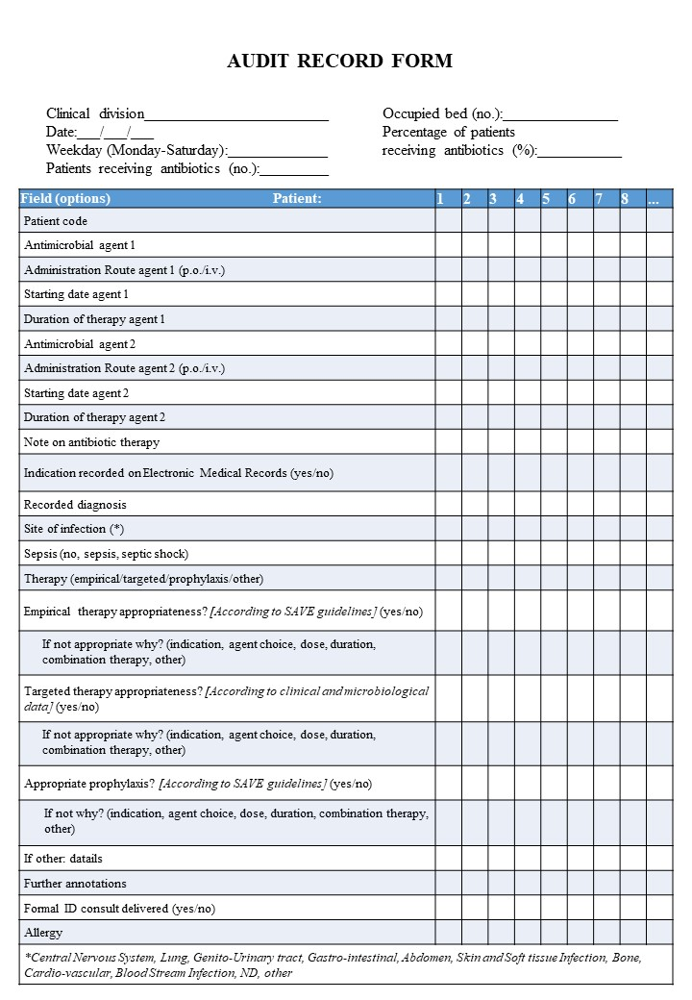 AUDIT RECORD FORM
Clinical division__________________________
Occupied bed (no.):________________
Date:___/___/___
Percentage of patients
Weekday (Monday-Saturday):______________
receiving antibiotics (%):____________
Patients receiving antibiotics (no.):__________
Field (options) Patient: 1 2 3 4 5 6 7 8 ...
Patient code
Antimicrobial agent 1
Administration Route agent 1 (p.o./i.v.)
Starting date agent 1
Duration of therapy agent 1
Antimicrobial agent 2
Administration Route agent 2 (p.o./i.v.)
Starting date agent 2
Duration of therapy agent 2
Note on antibiotic therapy
Indication recorded on Electronic Medical Records (yes/no)
Recorded diagnosis
Site of infection (*)
Sepsis (no, sepsis, septic shock)
Therapy (empirical/targeted/prophylaxis/other)
Empirical therapy appropriateness? [According to SAVE guidelines] (yes/no)
If not appropriate why? (indication, agent choice, dose, duration,
combination therapy, other)
Targeted therapy appropriateness? [According to clinical and microbiological
data] (yes/no)
If not appropriate why? (indication, agent choice, dose, duration,
combination therapy, other)
Appropriate prophylaxis? [According to SAVE guidelines] (yes/no)
If not why? (indication, agent choice, dose, duration, combination therapy,
other)
If other: datails
Further annotations
Formal ID consult delivered (yes/no)
Allergy
*Central Nervous System, Lung, Genito-Urinary tract, Gastro-intestinal, Abdomen, Skin and Soft tissue Infection, Bone,
Cardio-vascular, Blood Stream Infection, ND, other